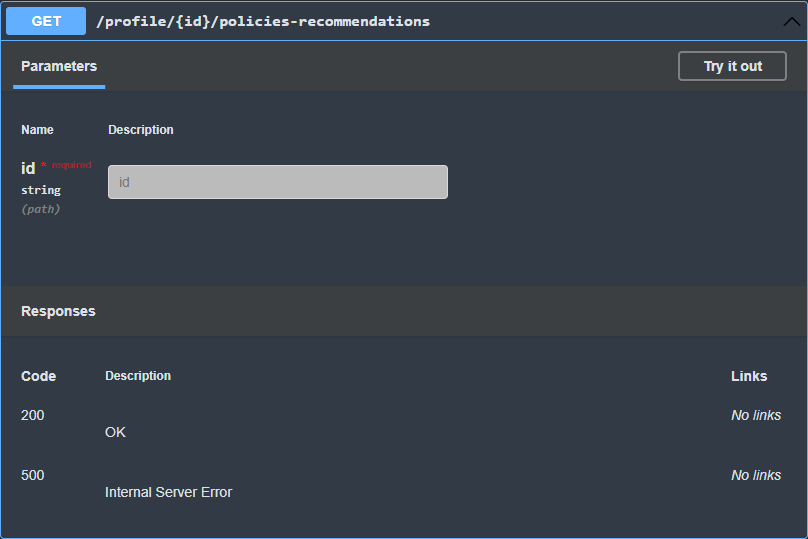 GET /profile/{id}/policies-recommendations
Parameters
Try it out
Name Description
id * required
string
(path)
id
Responses
Code Description Links
200 No links
OK
500 No links
Internal Server Error